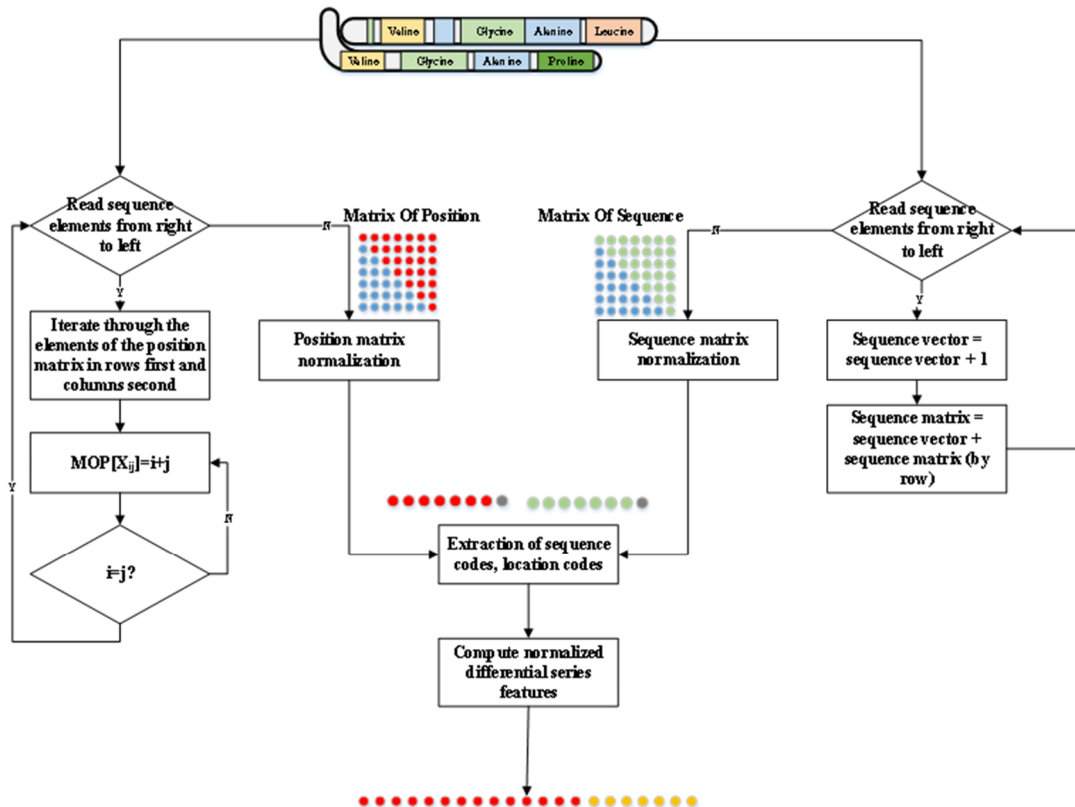 Valine Glycine Alanine Leucine
Valine Glycine Alanine Proline
Read sequence
elements from right
to left
N
Matrix Of Position
Matrix Of Sequence
N
Read sequence
elements from right
to left
Y
Y
Iterate through the
elements of the position
matrix in rows first and
columns second
Position matrix
normalization
Sequence matrix
normalization
Sequence vector =
sequence vector + 1
Sequence matrix =
sequence vector +
sequence matrix (by
row)
MOP[Xij]=i+j
Y
N
Extraction of sequence
codes, location codes
i=j?
Compute normalized
differential series
features